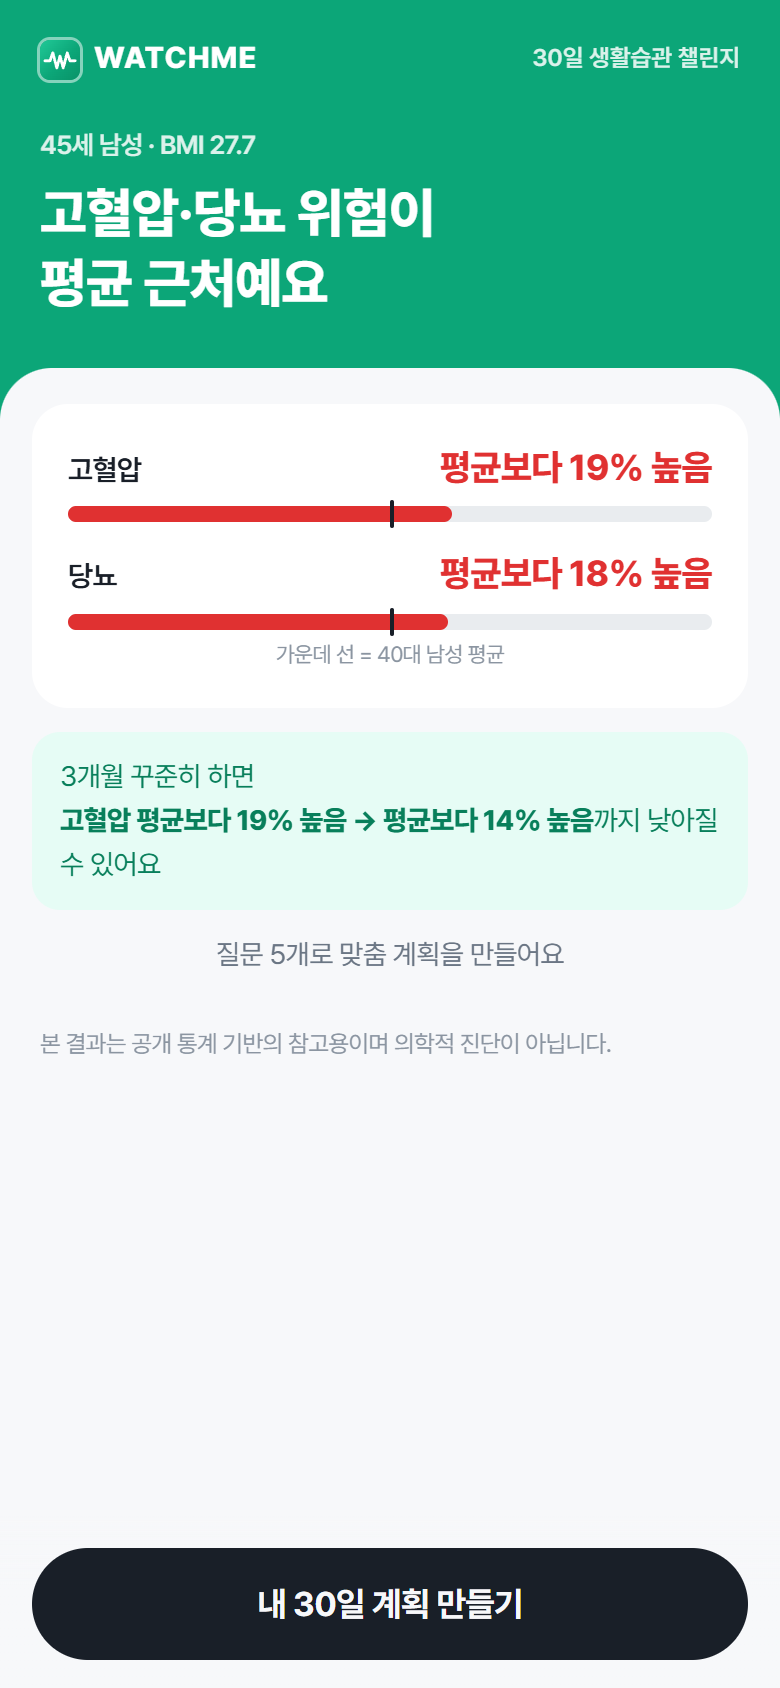 WATCHME
30일 생활습관 챌린지
45세 남성 · BMI 27.7
고혈압·당뇨 위험이
평균 근처예요
고혈압 평균보다 19% 높음
당뇨 평균보다 18% 높음
가운데 선 = 40대 남성 평균
3개월 꾸준히 하면
고혈압 평균보다 19% 높음 → 평균보다 14% 높음까지 낮아질
수 있어요
질문 5개로 맞춤 계획을 만들어요
본 결과는 공개 통계 기반의 참고용이며 의학적 진단이 아닙니다.
내 30일 계획 만들기